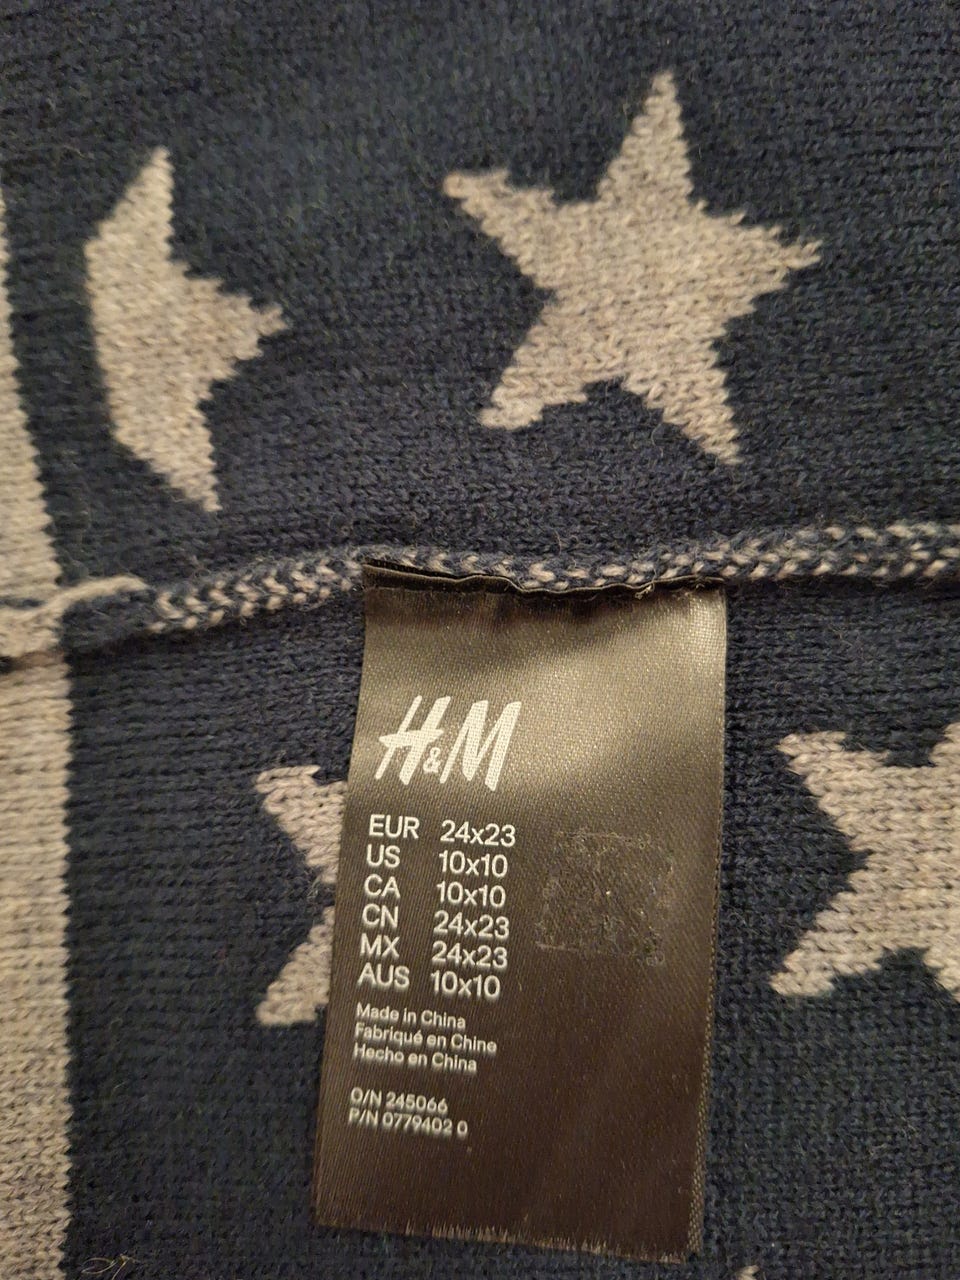 H&M
EUR 24x23
US 10x10
CA 10x10
CN 24x23
MX 24x23
AUS 10x10
Made in China
Fabriqué en Chine
Hecho en China
O/N 245066
P/N 0779402 0